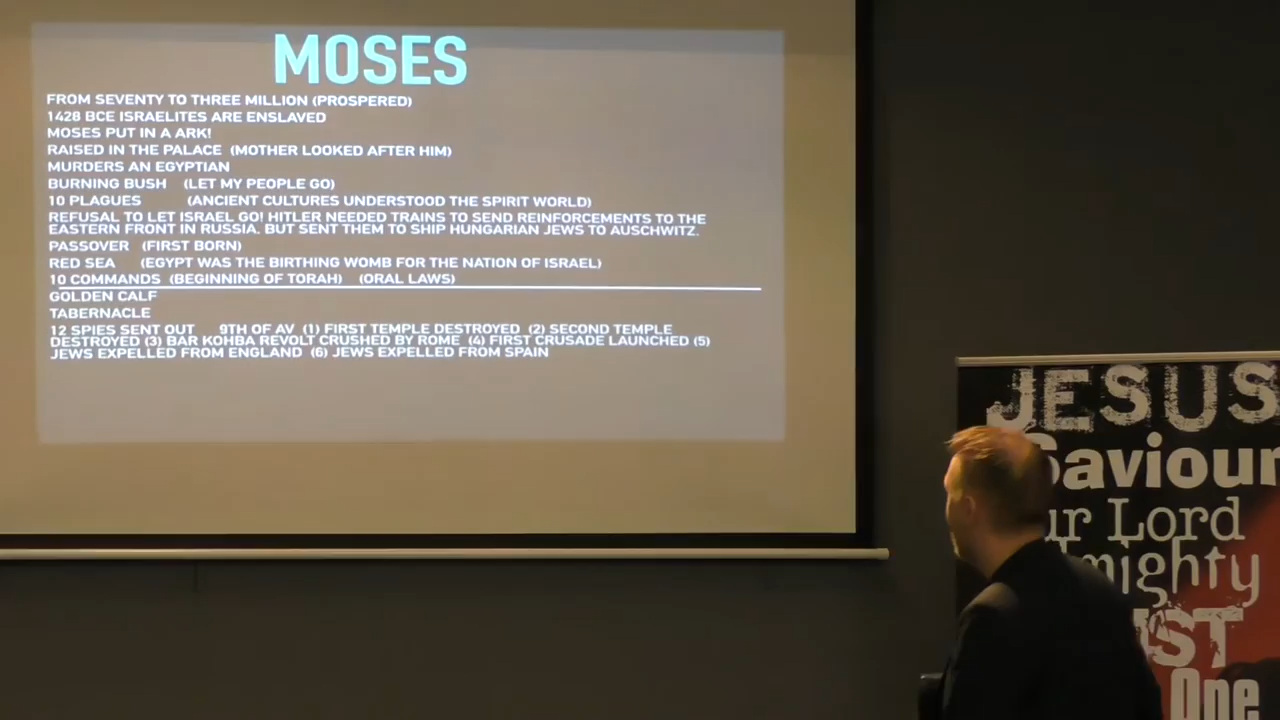 MOSES
FROM SEVENTY TO THREE MILLION (PROSPERED)
1428 BCE ISRAELITES ARE ENSLAVED
MOSES PUT IN A ARK!
RAISED IN THE PALACE (MOTHER LOOKED AFTER HIM)
MURDERS AN EGYPTIAN
BURNING BUSH (LET MY PEOPLE GO)
10 PLAGUES (ANCIENT CULTURES UNDERSTOOD THE SPIRIT WORLD)
REFUSAL TO LET ISRAEL GO! HITLER NEEDED TRAINS TO SEND REINFORCEMENTS TO THE
EASTERN FRONT IN RUSSIA. BUT SENT THEM TO SHIP HUNGARIAN JEWS TO AUSCHWITZ.
PASSOVER (FIRST BORN)
RED SEA (EGYPT WAS THE BIRTHING WOMB FOR THE NATION OF ISRAEL)
10 COMMANDS (BEGINNING OF TORAH) (ORAL LAWS)
GOLDEN CALF
TABERNACLE
12 SPIES SENT OUT 9TH OF AV (1) FIRST TEMPLE DESTROYED (2) SECOND TEMPLE
DESTROYED (3) BAR KOHBA REVOLT CRUSHED BY ROME (4) FIRST CRUSADE LAUNCHED (5)
JEWS EXPELLED FROM ENGLAND (6) JEWS EXPELLED FROM SPAIN
JESUS
Saviour
Lord
One